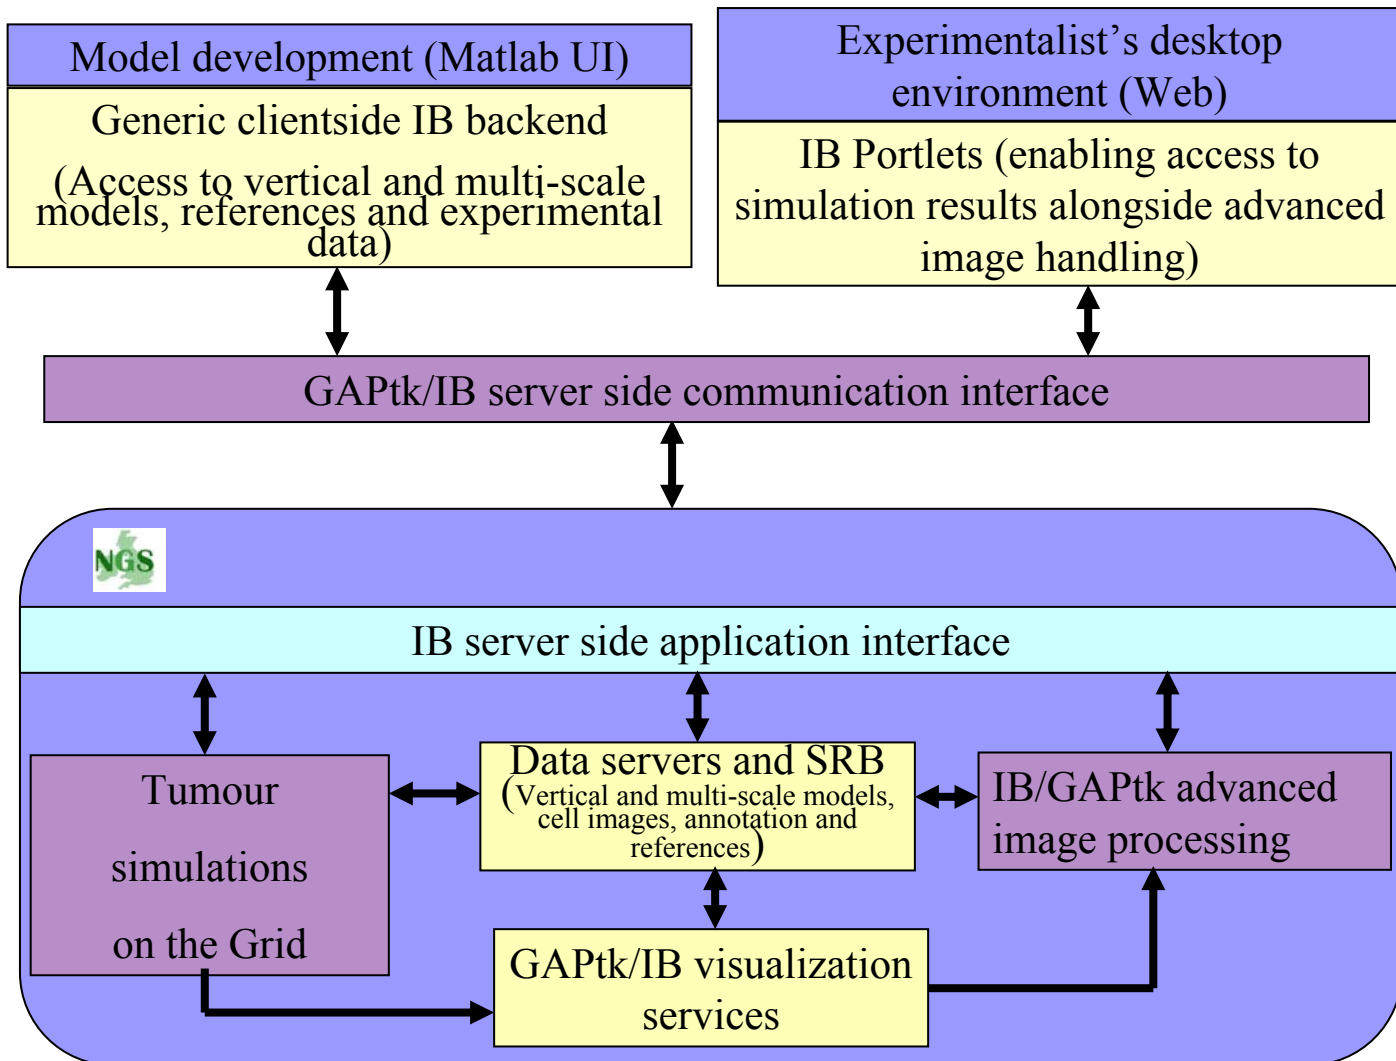 Model development (Matlab UI)
Generic clientside IB backend
(Access to vertical and multi-scale
models, references and experimental
data)
Experimentalist’s desktop
environment (Web)
IB Portlets (enabling access to
simulation results alongside advanced
image handling)
GAPtk/IB server side communication interface
NGS
IB server side application interface
Tumour
simulations
on the Grid
Data servers and SRB
(Vertical and multi-scale models,
cell images, annotation and
references)
IB/GAPtk advanced
image processing
GAPtk/IB visualization
services